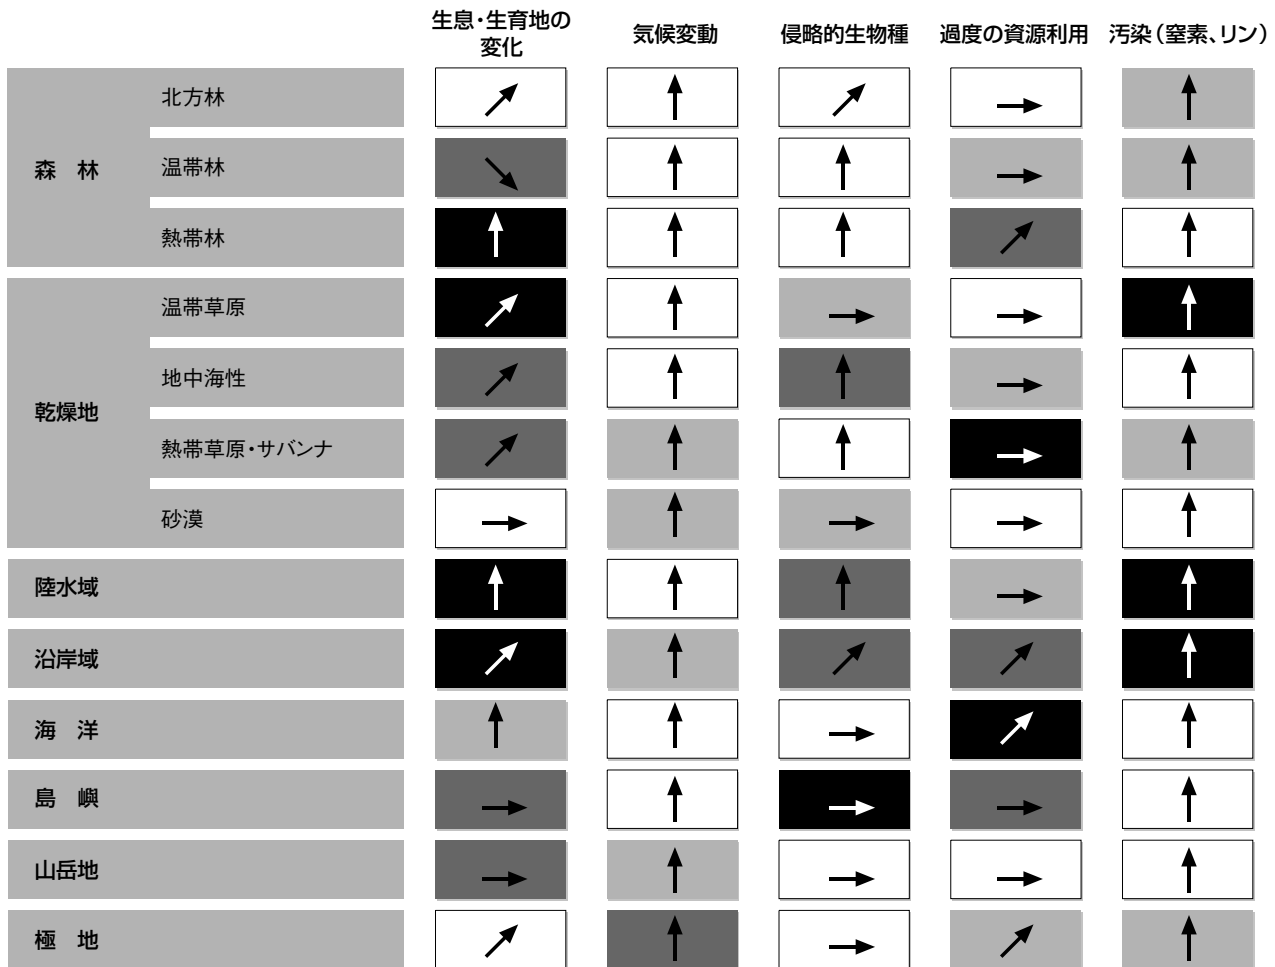 生息・生育地の
変化
気候変動
侵略的生物種
過度の資源利用
汚染（窒素、リン）
森　林
北方林
温帯林
熱帯林
乾燥地
温帯草原
地中海性
熱帯草原・サバンナ
砂漠
陸水域
沿岸域
海　洋
島　嶼
山岳地
極　地